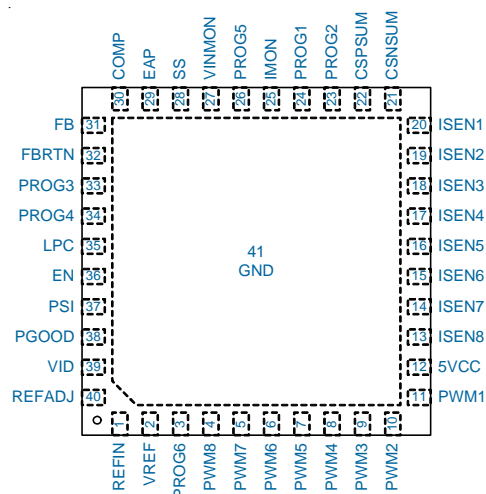 COMP
EAP
SS
VINMON
PROG5
IMON
PROG1
PROG2
CSPSUM
CSNSUM
30
29
28
27
26
25
24
23
22
21
FB 31
FBRTN 32
PROG3 33
PROG4 34
LPC 35
EN 36
PSI 37
PGOOD 38
VID 39
REFADJ 40
41
GND
20 ISEN1
19 ISEN2
18 ISEN3
17 ISEN4
16 ISEN5
15 ISEN6
14 ISEN7
13 ISEN8
12 5VCC
11 PWM1
1
2
3
4
5
6
7
8
9
10
REFIN
VREF
PROG6
PWM8
PWM7
PWM6
PWM5
PWM4
PWM3
PWM2